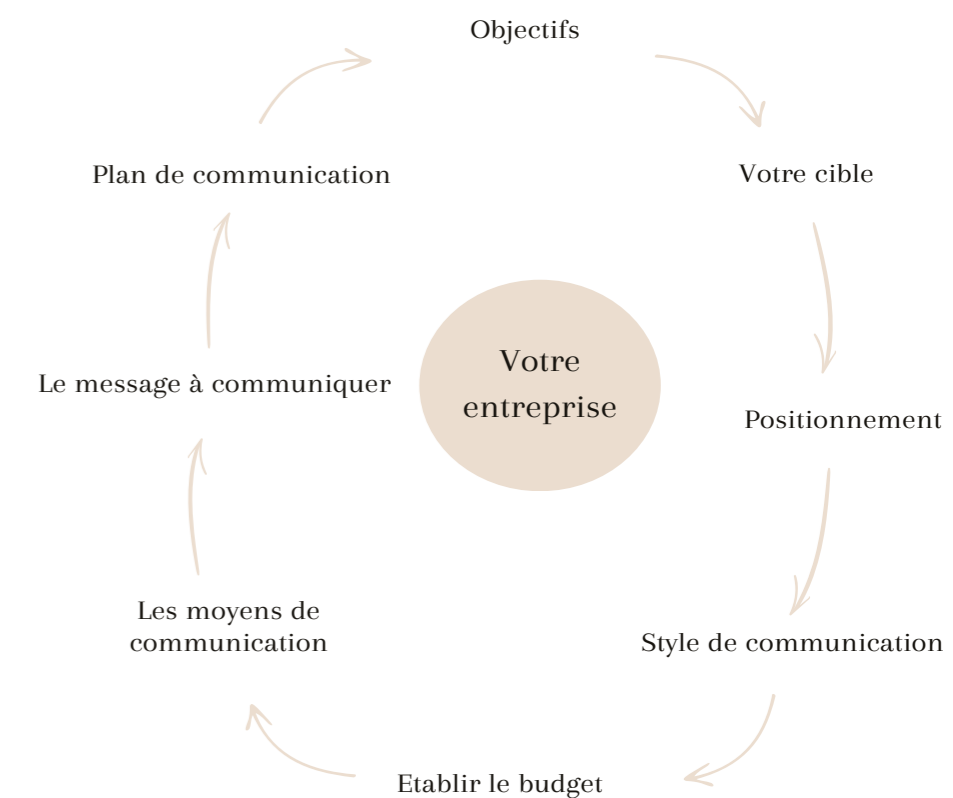 Objectifs
Votre cible
Positionnement
Style de communication
Etablir le budget
Les moyens de
communication
Le message à communiquer
Plan de communication
Votre
entreprise